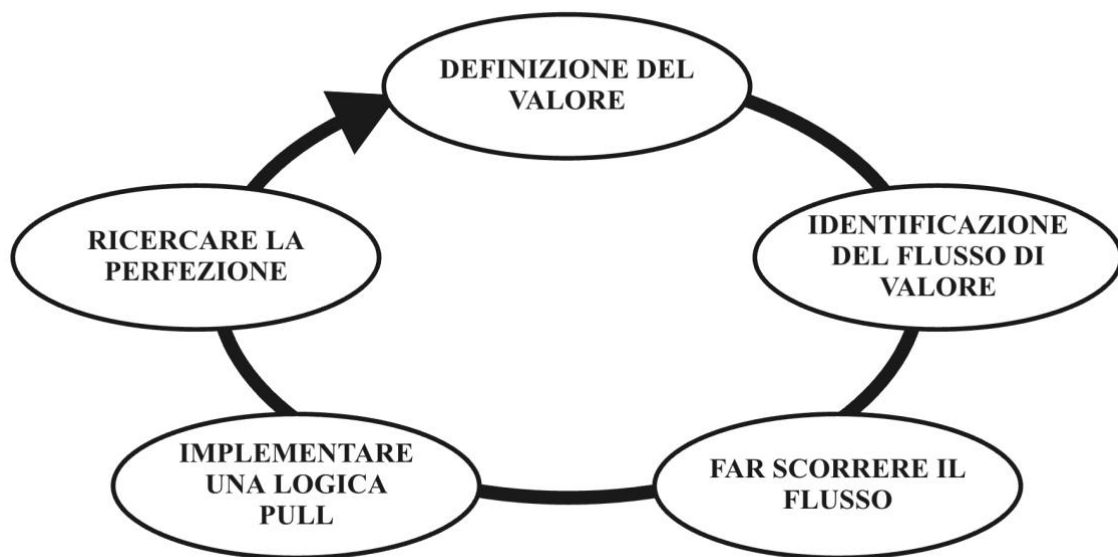 DEFINIZIONE DEL
VALORE
IDENTIFICAZIONE
DEL FLUSSO DI
VALORE
FAR SCORRERE IL
FLUSSO
IMPLEMENTARE
UNA LOGICA
PULL
RICERCARE LA
PERFEZIONE